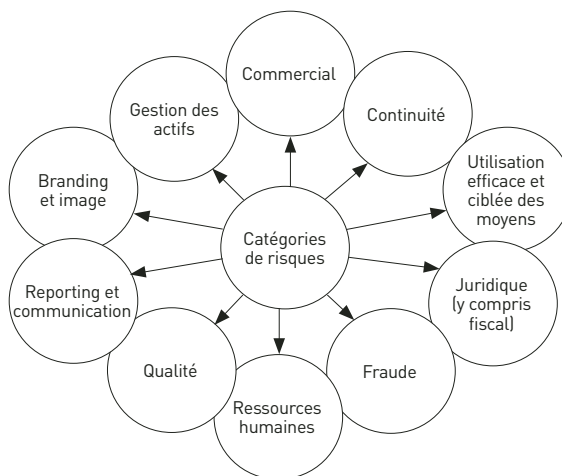 Commercial
Continuité
Utilisation
efficace et
ciblée des
moyens
Juridique
(y compris
fiscal)
Fraude
Ressources
humaines
Qualité
Reporting et
communication
Branding
et image
Gestion des
actifs
Catégories
de risques